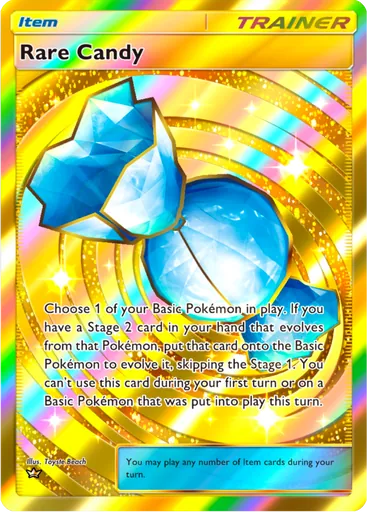 Item
TRAINER
Rare Candy
Choose 1 of your Basic Pokémon in play. If you
have a Stage 2 card in your hand that evolves
from that Pokémon, put that card onto the Basic
Pokémon to evolve it, skipping the Stage 1. You
can't use this card during your first turn or on a
Basic Pokémon that was put into play this turn.
Illus. Toyste Beach
You may play any number of Item cards during your
turn.